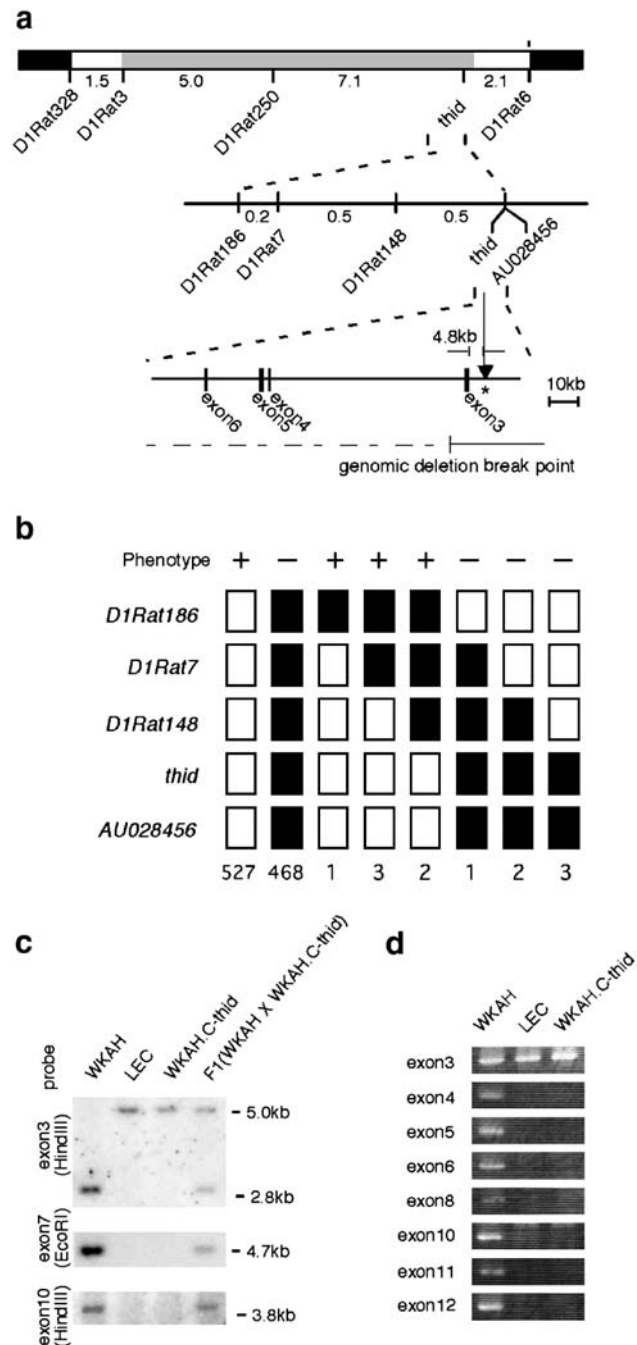 a
1.5 5.0 7.1 2.1
D1Rat328 D1Rat3 D1Rat250 thid D1Rat6
0.2 0.5 0.5
D1Rat186 D1Rat7 D1Rat148 thid AU028456
4.8kb
*
exon6 exon5 exon4 exon3 10kb
genomic deletion break point
b
Phenotype + − + + + − − −
D1Rat186
D1Rat7
D1Rat148
thid
AU028456
527 468 1 3 2 1 2 3
c
probe WKAH LEC WKAH.C-thid F1(WKAH X WKAH.C-thid)
exon3 (HindIII)
- 5.0kb
- 2.8kb
exon7 (EcoRI)
- 4.7kb
exon10 (HindIII)
- 3.8kb
d
WKAH LEC WKAH.C-thid
exon3
exon4
exon5
exon6
exon8
exon10
exon11
exon12